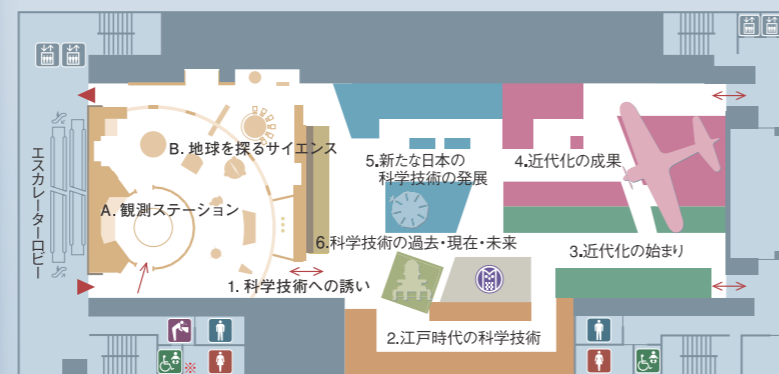 エスカレーターロビー
B. 地球を探るサイエンス
A. 観測ステーション
5.新たな日本の
科学技術の発展
4.近代化の成果
6.科学技術の過去・現在・未来
3.近代化の始まり
1. 科学技術への誘い
2.江戸時代の科学技術
※